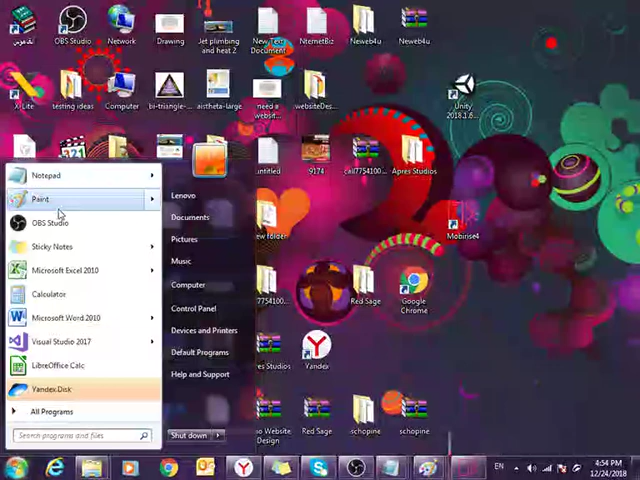 القاموس
OBS Studio
Network
Drawing
Jet plumbing
and heat 2
New Text
Document
NternetBiz
Neweb4u
Neweb4u
X-Lite
testing ideas
Computer
bi-triangle-...
aistheta-large
need a
websit...
websiteDes...
Unity
2018.1.6...
untitled
9174
call7754100...
Apres Studios
New folder
Mobirise4
7754100...
Red Sage
Google
Chrome
Yandex
Notepad
Paint
OBS Studio
Sticky Notes
Microsoft Excel 2010
Calculator
Microsoft Word 2010
Visual Studio 2017
LibreOffice Calc
Yandex.Disk
All Programs
Search programs and files
Lenovo
Documents
Pictures
Music
Computer
Control Panel
Devices and Printers
Default Programs
Help and Support
Shut down
Red Sage
schopine
schopine
Website
Design
EN
4:54 PM
12/24/2018